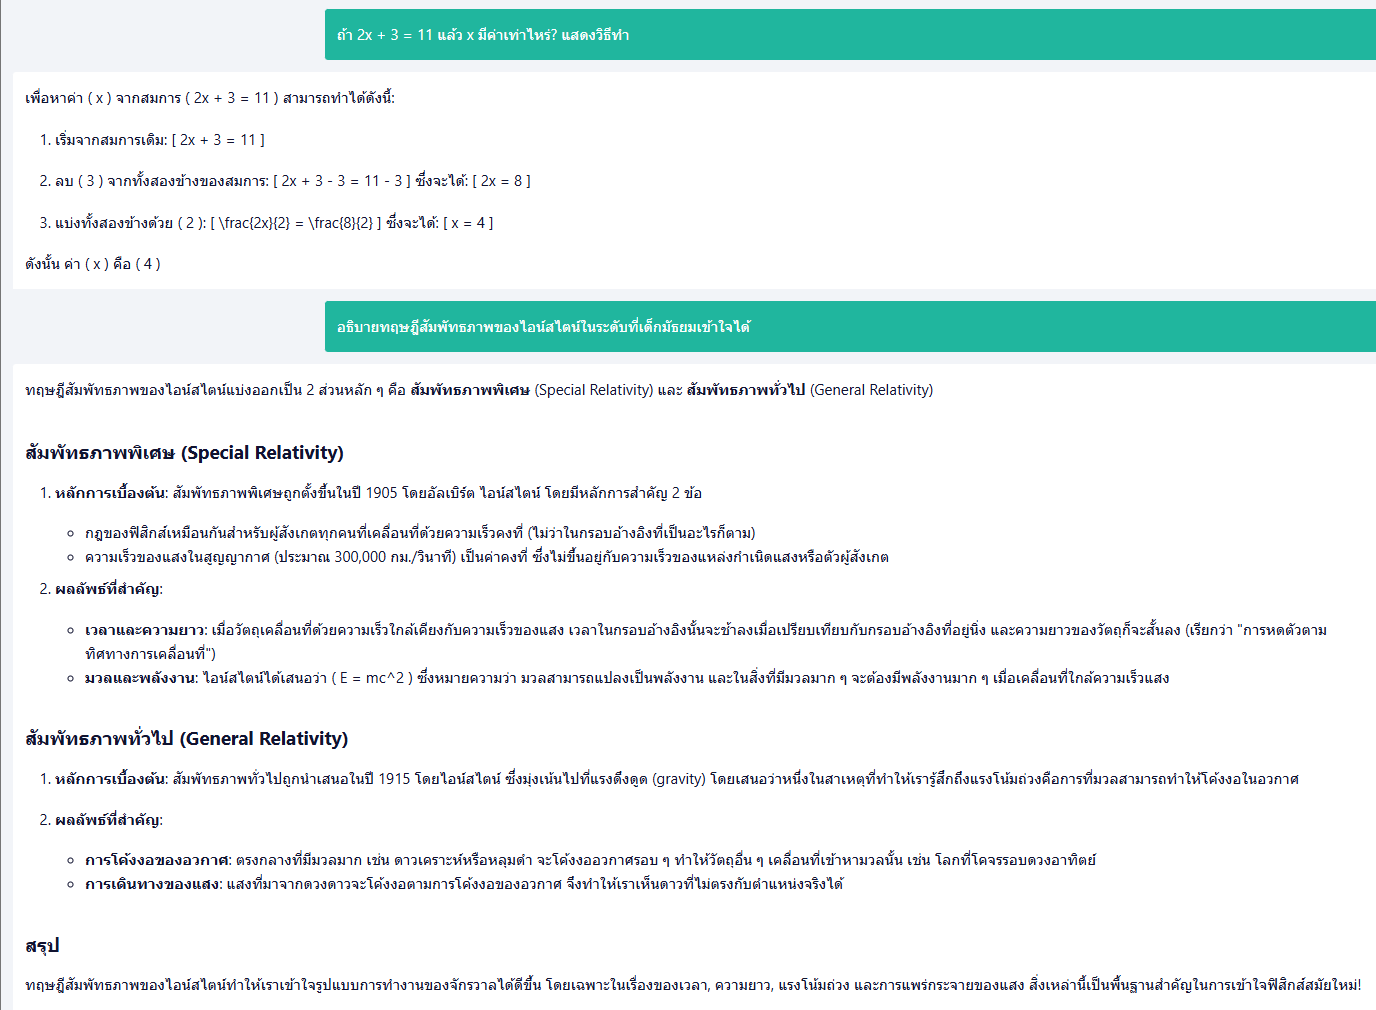 ถ้า 2x + 3 = 11 แล้ว x มีค่าเท่าไหร่? แสดงวิธีทำ
เพื่อหาค่า ( x ) จากสมการ ( 2x + 3 = 11 ) สามารถทำได้ดังนี้:
1. เริ่มจากสมการเดิม: [ 2x + 3 = 11 ]
2. ลบ ( 3 ) จากทั้งสองข้างของสมการ: [ 2x + 3 - 3 = 11 - 3 ] ซึ่งจะได้: [ 2x = 8 ]
3. แบ่งทั้งสองข้างด้วย ( 2 ): [ \frac{2x}{2} = \frac{8}{2} ] ซึ่งจะได้: [ x = 4 ]
ดังนั้น ค่า ( x ) คือ ( 4 )
อธิบายทฤษฎีสัมพัทธภาพของไอน์สไตน์ในระดับที่เด็กมัธยมเข้าใจได้
ทฤษฎีสัมพัทธภาพของไอน์สไตน์แบ่งออกเป็น 2 ส่วนหลัก ๆ คือ สัมพัทธภาพพิเศษ (Special Relativity) และ สัมพัทธภาพทั่วไป (General Relativity)
สัมพัทธภาพพิเศษ (Special Relativity)
1. หลักการเบื้องต้น: สัมพัทธภาพพิเศษถูกตั้งขึ้นในปี 1905 โดยอัลเบิร์ต ไอน์สไตน์ โดยมีหลักการสำคัญ 2 ข้อ
◦ กฎของฟิสิกส์เหมือนกันสำหรับผู้สังเกตทุกคนที่เคลื่อนที่ด้วยความเร็วคงที่ (ไม่ว่าในกรอบอ้างอิงที่เป็นอะไรก็ตาม)
◦ ความเร็วของแสงในสูญญากาศ (ประมาณ 300,000 กม./วินาที) เป็นค่าคงที่ ซึ่งไม่ขึ้นอยู่กับความเร็วของแหล่งกำเนิดแสงหรือตัวผู้สังเกต
2. ผลลัพธ์ที่สำคัญ:
◦ เวลาและความยาว: เมื่อวัตถุเคลื่อนที่ด้วยความเร็วใกล้เคียงกับความเร็วของแสง เวลาในกรอบอ้างอิงนั้นจะช้าลงเมื่อเปรียบเทียบกับกรอบอ้างอิงที่อยู่นิ่ง และความยาวของวัตถุก็จะสั้นลง (เรียกว่า "การหดตัวตาม
ทิศทางการเคลื่อนที่")
◦ มวลและพลังงาน: ไอน์สไตน์ได้เสนอว่า ( E = mc^2 ) ซึ่งหมายความว่า มวลสามารถแปลงเป็นพลังงาน และในสิ่งที่มีมวลมาก ๆ จะต้องมีพลังงานมาก ๆ เมื่อเคลื่อนที่ใกล้ความเร็วแสง
สัมพัทธภาพทั่วไป (General Relativity)
1. หลักการเบื้องต้น: สัมพัทธภาพทั่วไปถูกนำเสนอในปี 1915 โดยไอน์สไตน์ ซึ่งมุ่งเน้นไปที่แรงดึงดูด (gravity) โดยเสนอว่าหนึ่งในสาเหตุที่ทำให้เรารู้สึกถึงแรงโน้มถ่วงคือการที่มวลสามารถทำให้โค้งงอในอวกาศ
2. ผลลัพธ์ที่สำคัญ:
◦ การโค้งงอของอวกาศ: ตรงกลางที่มีมวลมาก เช่น ดาวเคราะห์หรือหลุมดำ จะโค้งงออวกาศรอบ ๆ ทำให้วัตถุอื่น ๆ เคลื่อนที่เข้าหามวลนั้น เช่น โลกที่โคจรรอบดวงอาทิตย์
◦ การเดินทางของแสง: แสงที่มาจากดวงดาวจะโค้งงอตามการโค้งงอของอวกาศ จึงทำให้เราเห็นดาวที่ไม่ตรงกับตำแหน่งจริงได้
สรุป
ทฤษฎีสัมพัทธภาพของไอน์สไตน์ทำให้เราเข้าใจรูปแบบการทำงานของจักรวาลได้ดีขึ้น โดยเฉพาะในเรื่องของเวลา, ความยาว, แรงโน้มถ่วง และการแพร่กระจายของแสง สิ่งเหล่านี้เป็นพื้นฐานสำคัญในการเข้าใจฟิสิกส์สมัยใหม่!